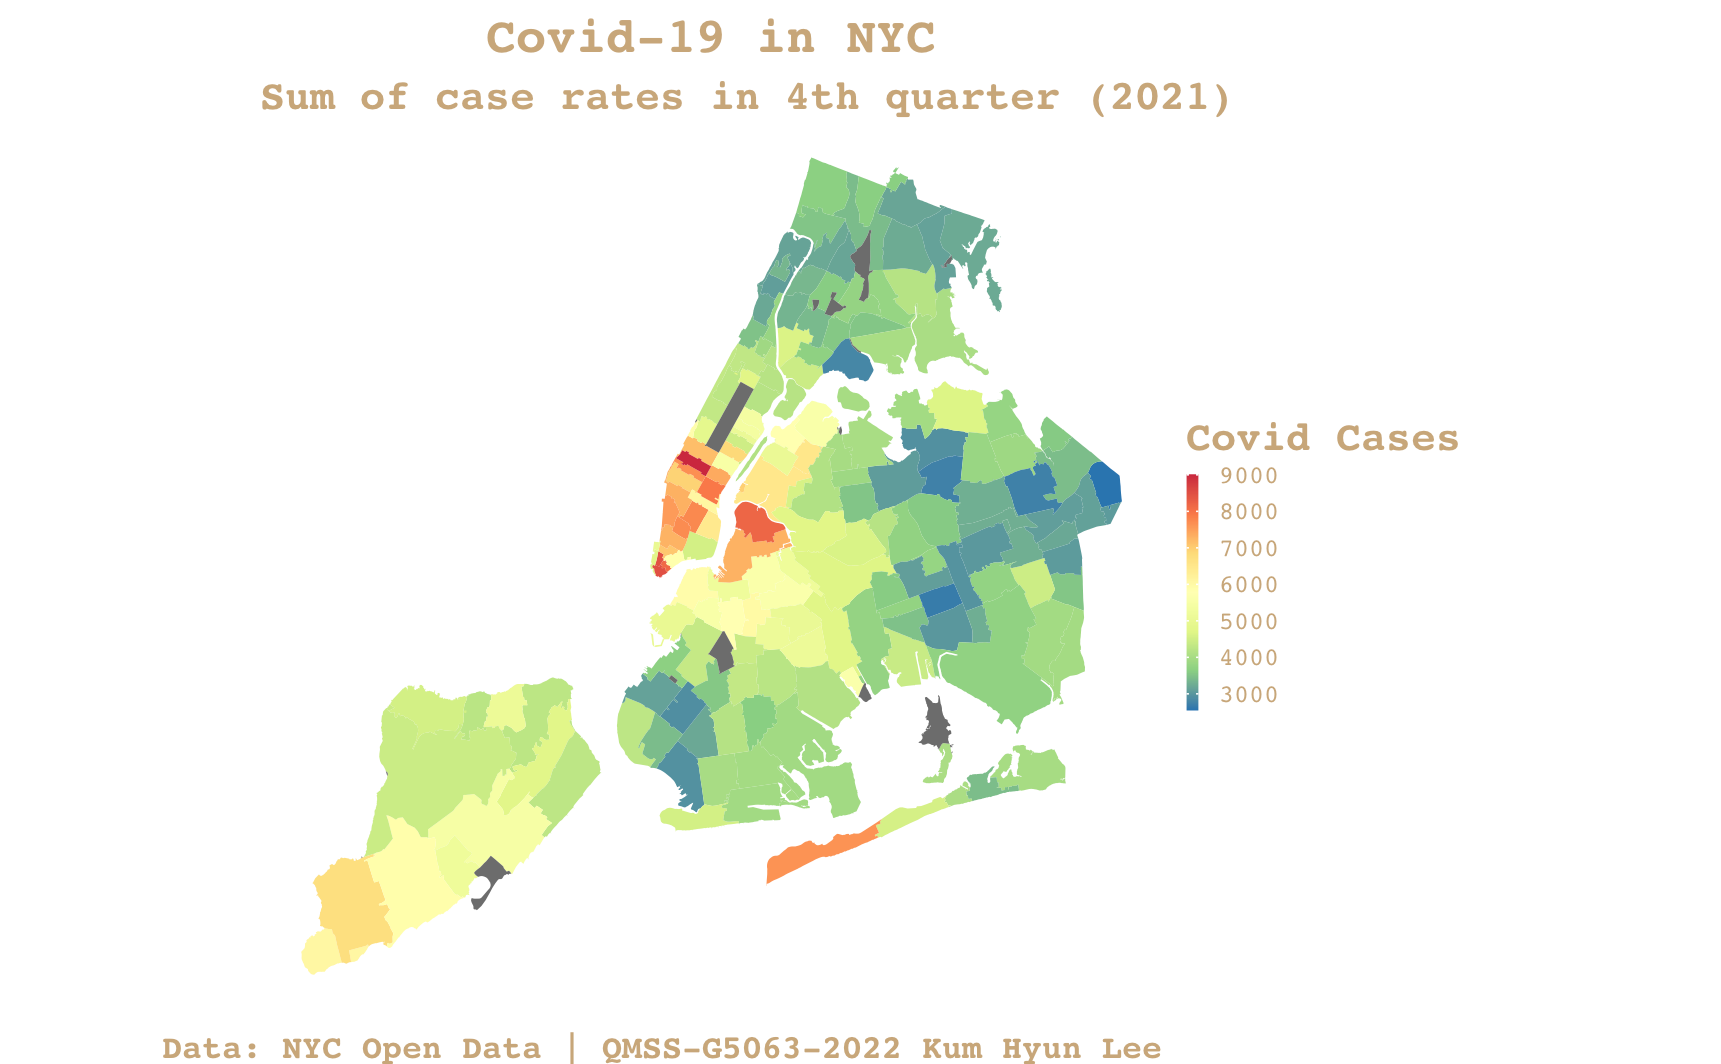 Covid-19 in NYC
Sum of case rates in 4th quarter (2021)
Covid Cases
9000
8000
7000
6000
5000
4000
3000
Data: NYC Open Data | QMSS-G5063-2022 Kum Hyun Lee